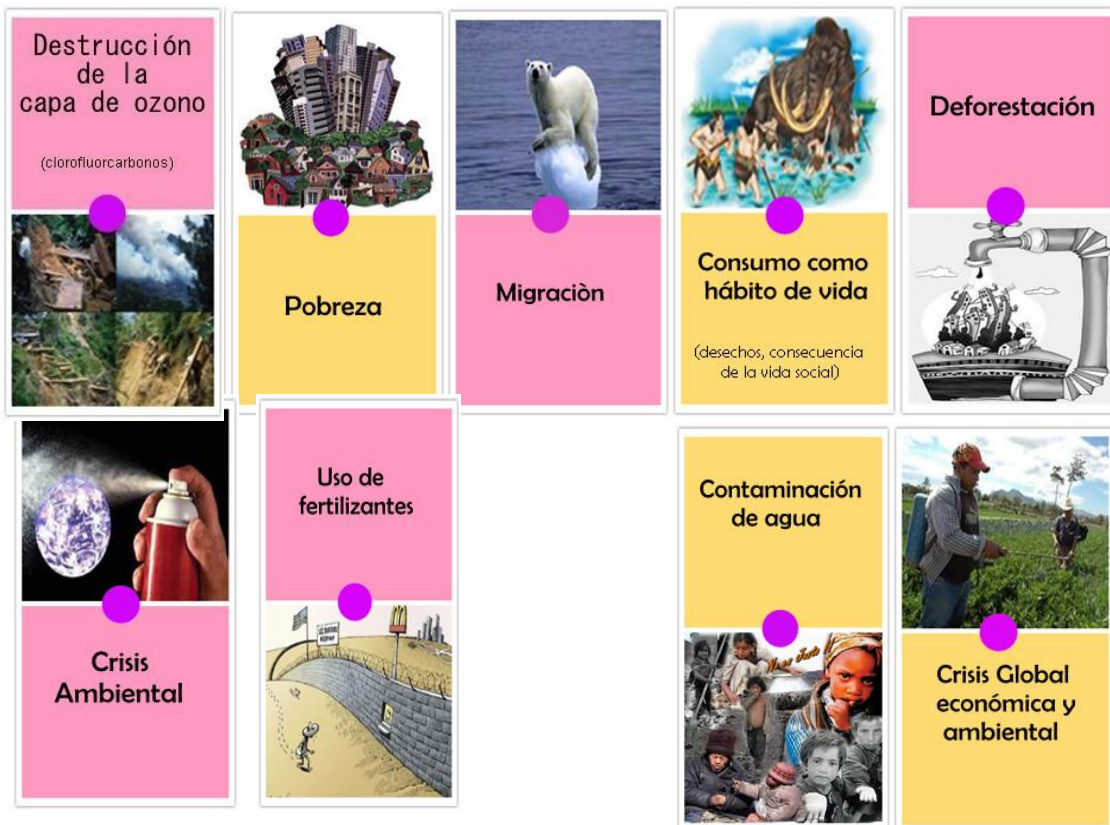 Destrucción
de la
capa de ozono
(clorofluorcarbonos)
Pobreza
Migraciòn
Consumo como
hábito de vida
(desechos, consecuencia
de la vida social)
Deforestación
Crisis
Ambiental
Uso de
fertilizantes
Contaminación
de agua
Crisis Global
económica y
ambiental